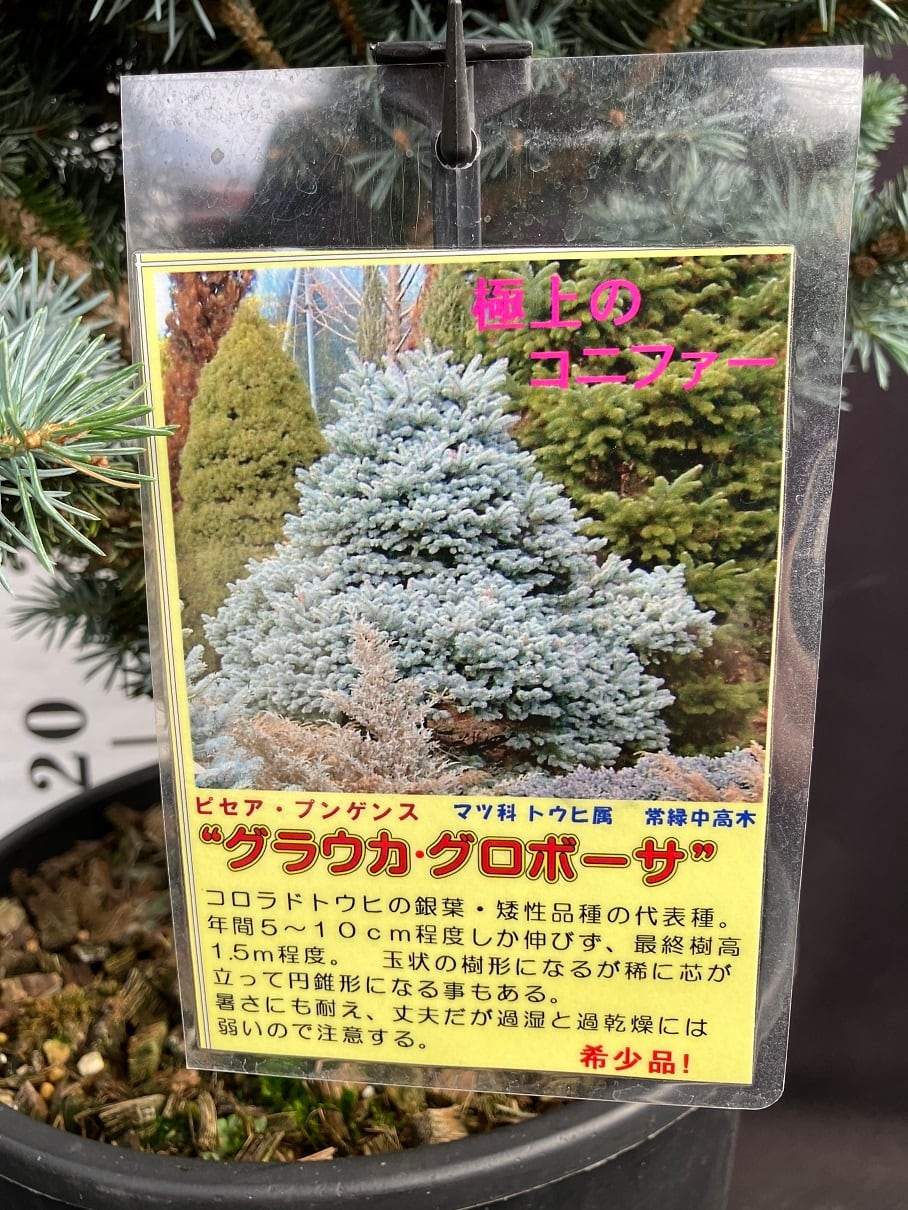 極上の
コニファー
20
ピセア・プンゲンス マツ科 トウヒ属 常緑中高木
“グラウカ・グロボーサ”
コロラドトウヒの銀葉・矮性品種の代表種。
年間5～10cm程度しか伸びず、最終樹高
1.5m程度。 玉状の樹形になるが稀に芯が
立って円錐形になる事もある。
暑さにも耐え、丈夫だが過湿と過乾燥には
弱いので注意する。
希少品!